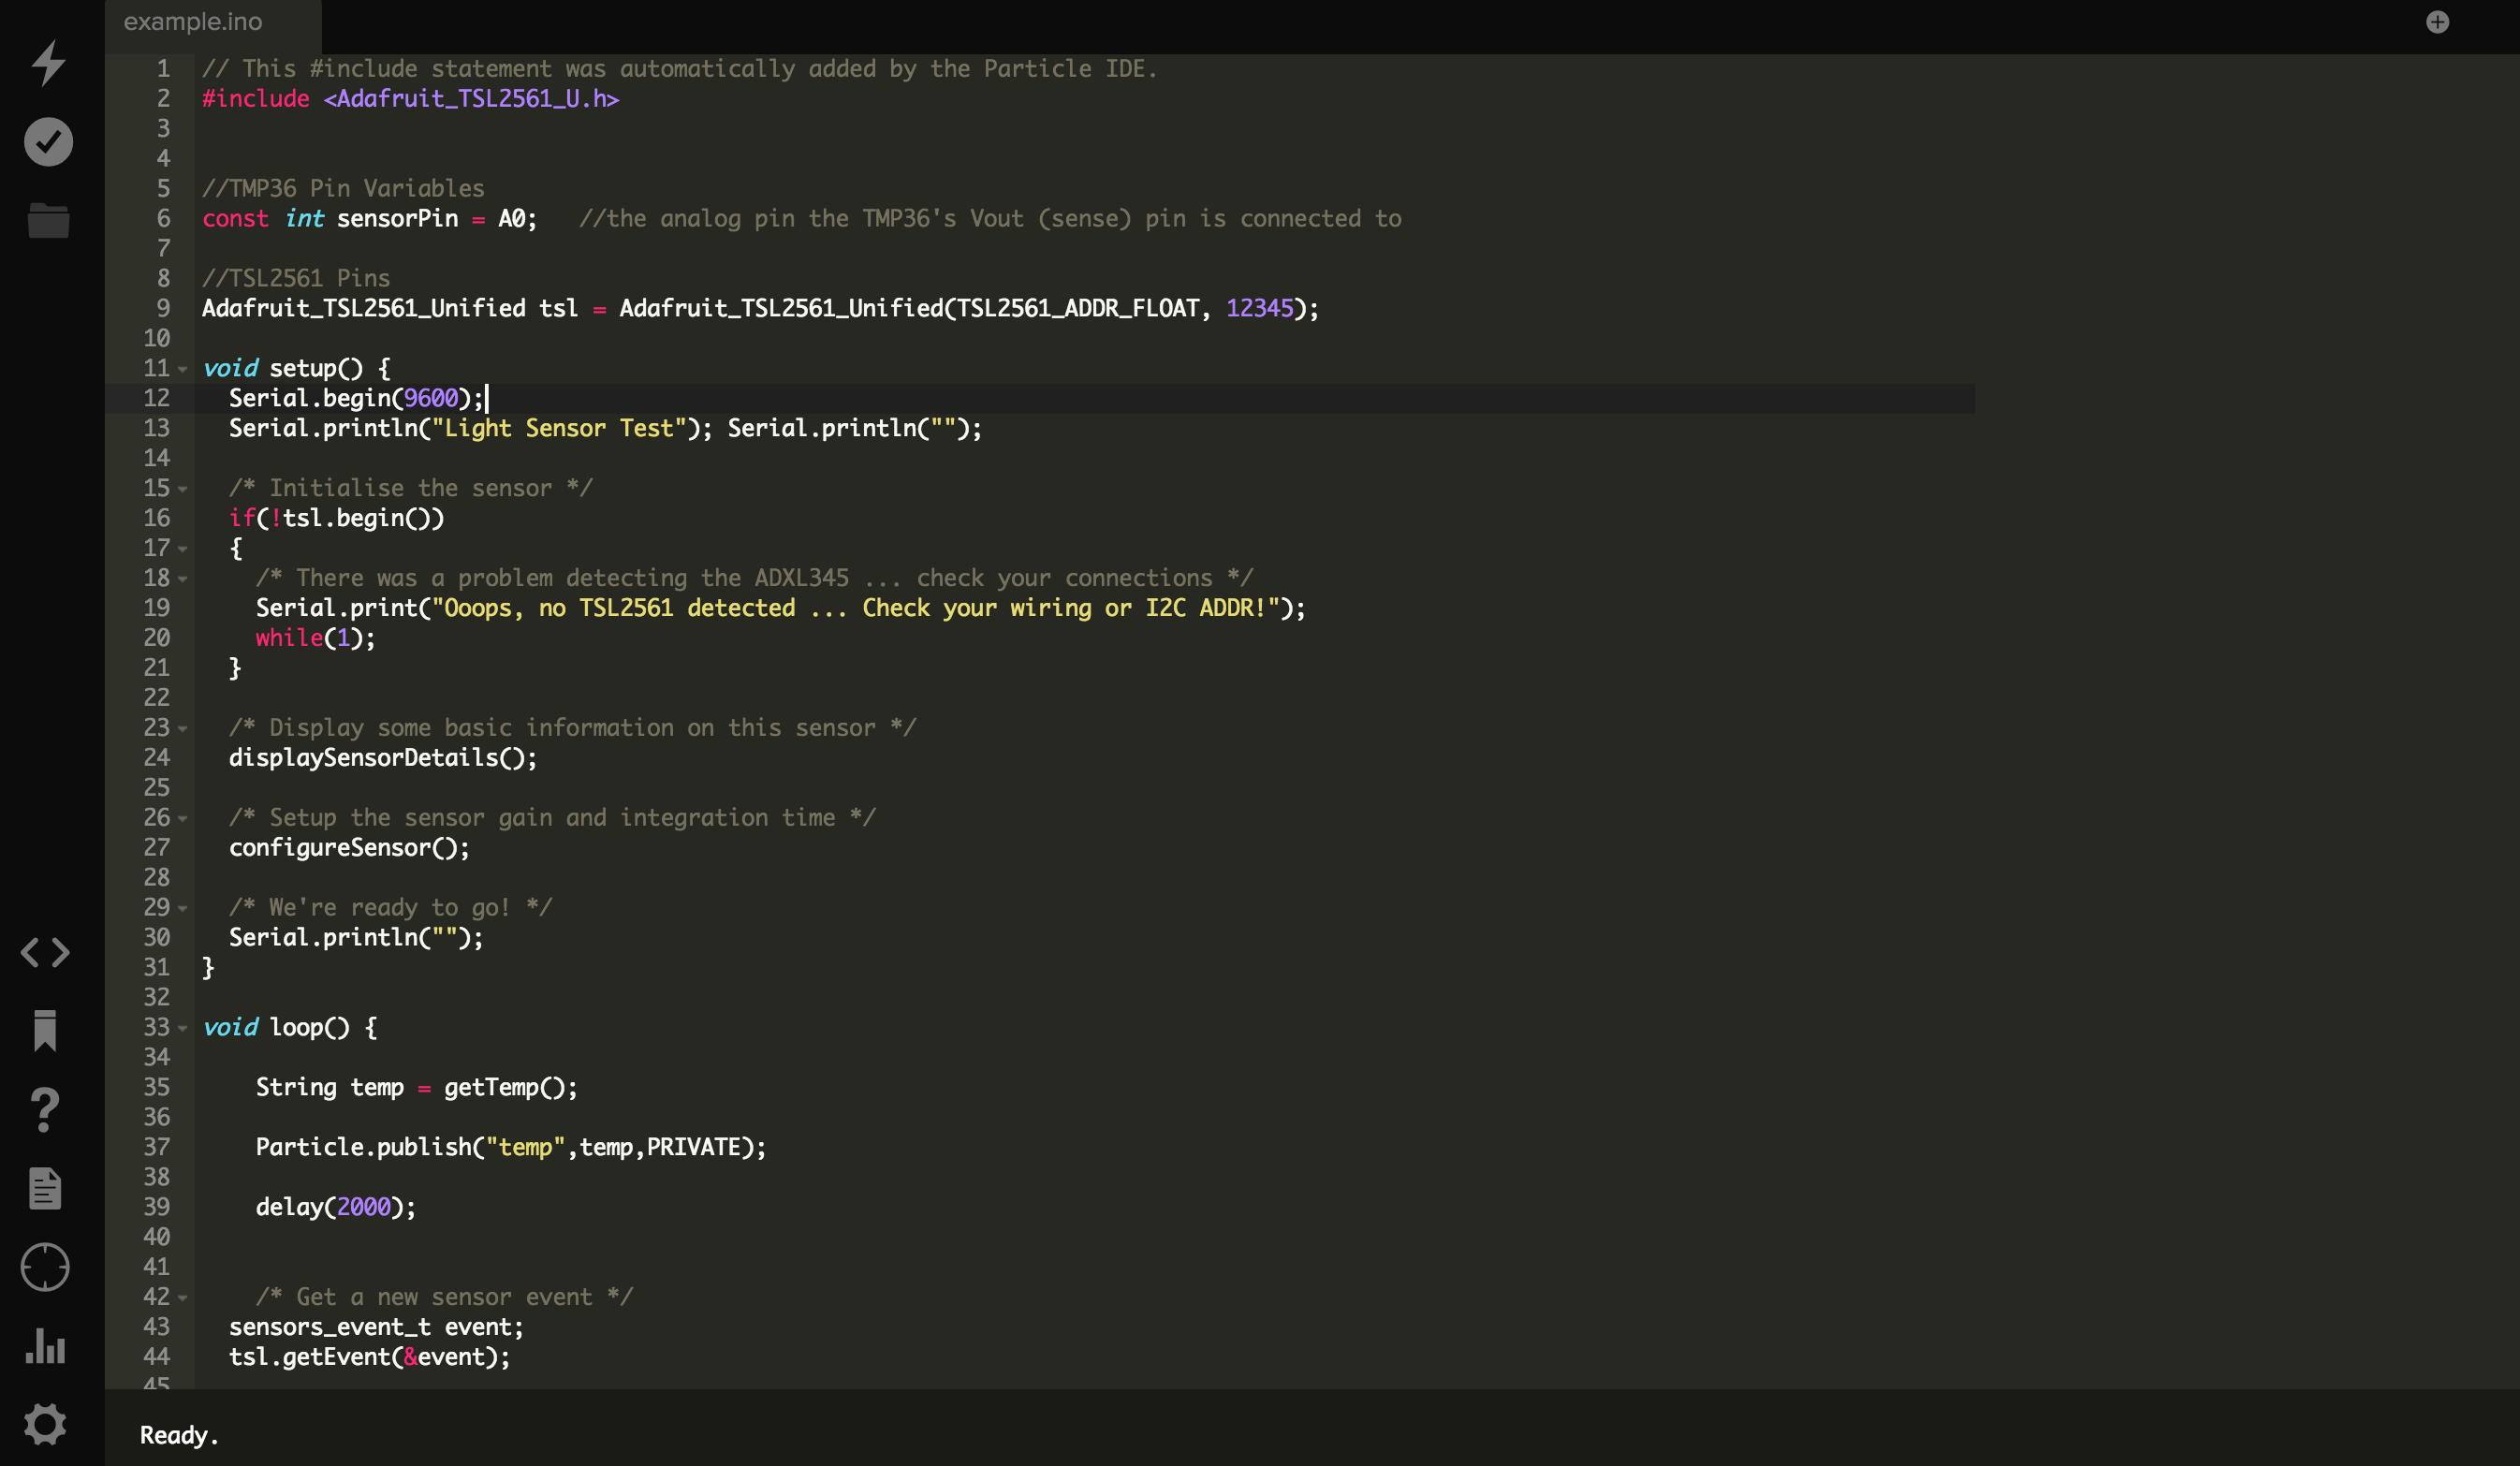 example.ino
1 // This #include statement was automatically added by the Particle IDE.
2 #include <Adafruit_TSL2561_U.h>
3
4
5 //TMP36 Pin Variables
6 const int sensorPin = A0;   //the analog pin the TMP36's Vout (sense) pin is connected to
7
8 //TSL2561 Pins
9 Adafruit_TSL2561_Unified tsl = Adafruit_TSL2561_Unified(TSL2561_ADDR_FLOAT, 12345);
10
11 void setup() {
12   Serial.begin(9600);
13   Serial.println("Light Sensor Test"); Serial.println("");
14
15   /* Initialise the sensor */
16   if(!tsl.begin())
17   {
18     /* There was a problem detecting the ADXL345 ... check your connections */
19     Serial.print("Ooops, no TSL2561 detected ... Check your wiring or I2C ADDR!");
20     while(1);
21   }
22
23   /* Display some basic information on this sensor */
24   displaySensorDetails();
25
26   /* Setup the sensor gain and integration time */
27   configureSensor();
28
29   /* We're ready to go! */
30   Serial.println("");
31 }
32
33 void loop() {
34
35     String temp = getTemp();
36
37     Particle.publish("temp",temp,PRIVATE);
38
39     delay(2000);
40
41
42     /* Get a new sensor event */
43   sensors_event_t event;
44   tsl.getEvent(&event);
45
Ready.